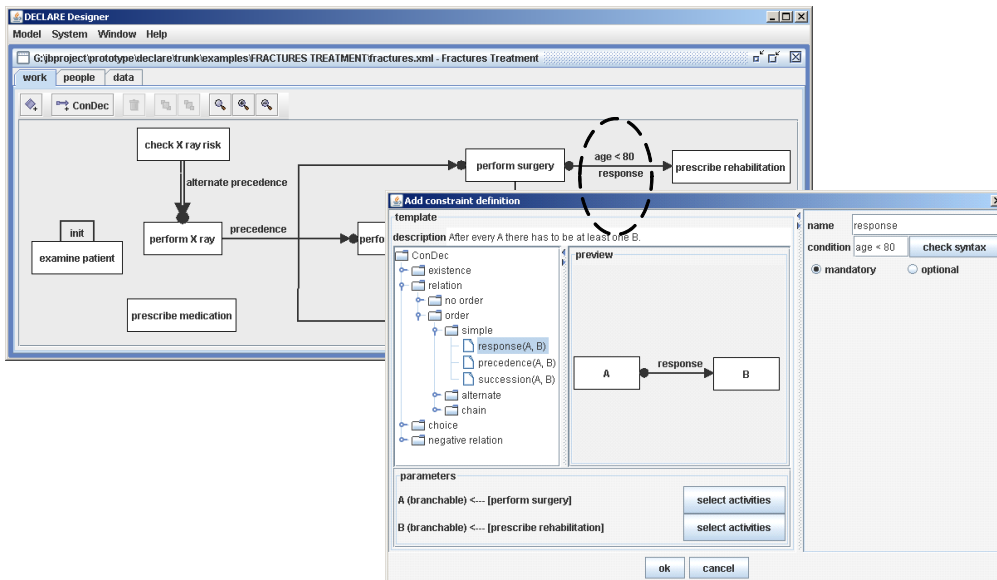 DECLARE Designer
Model System Window Help
G:\jbproject\prototype\declare\trunk\examples\FRACTURES TREATMENT\fractures.xml - Fractures Treatment
work people data
ConDec
check X ray risk
alternate precedence
perform surgery
age < 80
response
prescribe rehabilitation
init
examine patient
perform X ray
precedence
perfo
prescribe medication
Add constraint definition
template
description After every A there has to be at least one B.
ConDec
existence
relation
no order
order
simple
response(A, B)
precedence(A, B)
succession(A, B)
alternate
chain
choice
negative relation
preview
A
response
B
name response
condition age < 80 check syntax
mandatory optional
parameters
A (branchable) <--- [perform surgery] select activities
B (branchable) <--- [prescribe rehabilitation] select activities
ok cancel